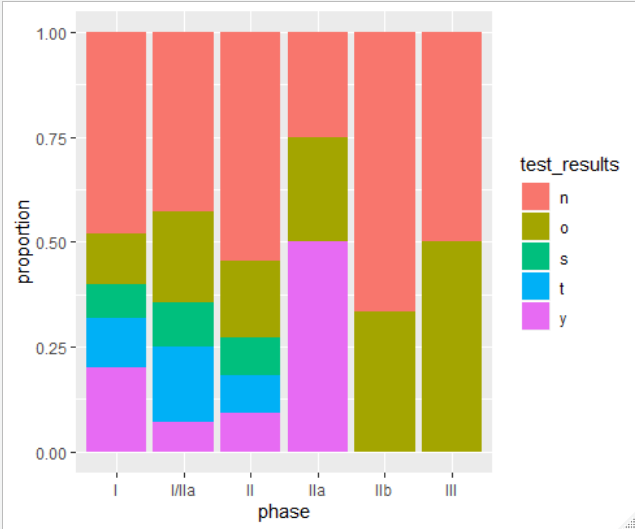 1.00
0.75
0.50
0.25
0.00
proportion
I
I/IIa
II
IIa
IIb
III
phase
test_results
n
o
s
t
y